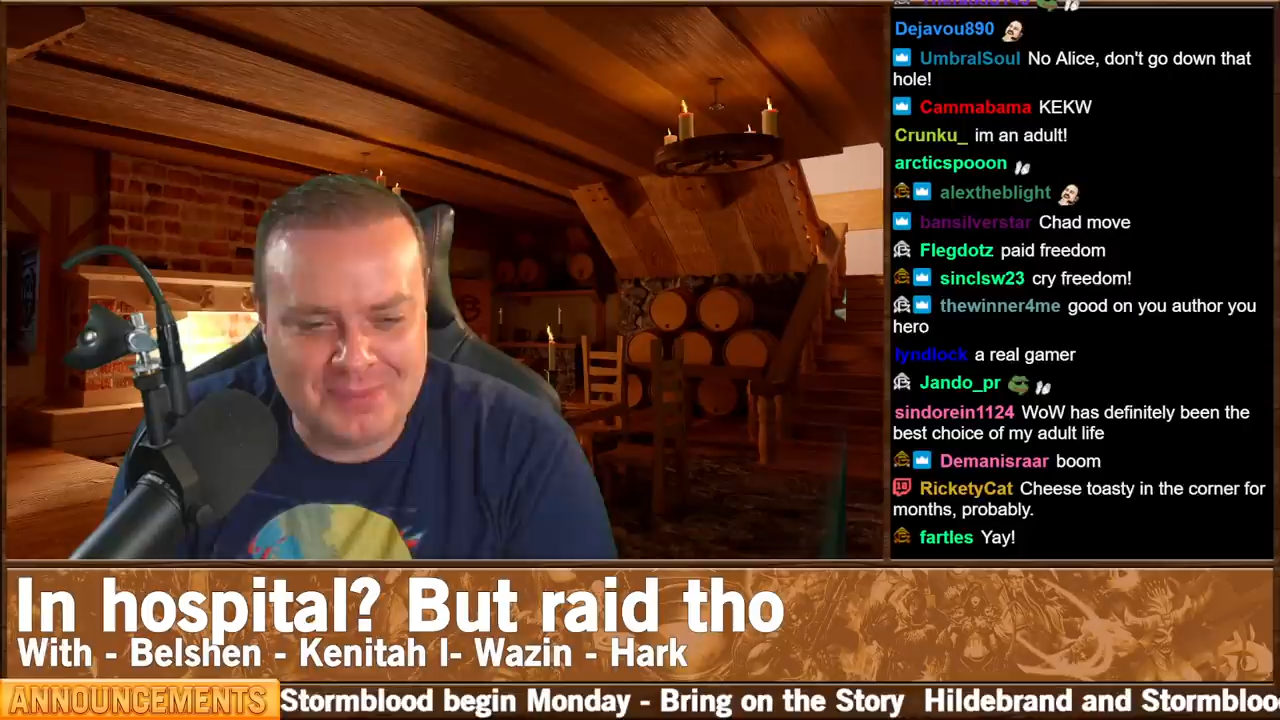 Dejavou890
UmbralSoul No Alice, don't go down that
hole!
Cammabama KEKW
Crunku_ im an adult!
arcticspooon
alextheblight
bansilverstar Chad move
Flegdotz paid freedom
sinclsw23 cry freedom!
thewinner4me good on you author you
hero
lyndlock a real gamer
Jando_pr
sindorein1124 WoW has definitely been the
best choice of my adult life
Demanisraar boom
RicketyCat Cheese toasty in the corner for
months, probably.
fartles Yay!
In hospital? But raid tho
With - Belshen - Kenitah I- Wazin - Hark
ANNOUNCEMENTS Stormblood begin Monday - Bring on the Story Hildebrand and Stormbloo